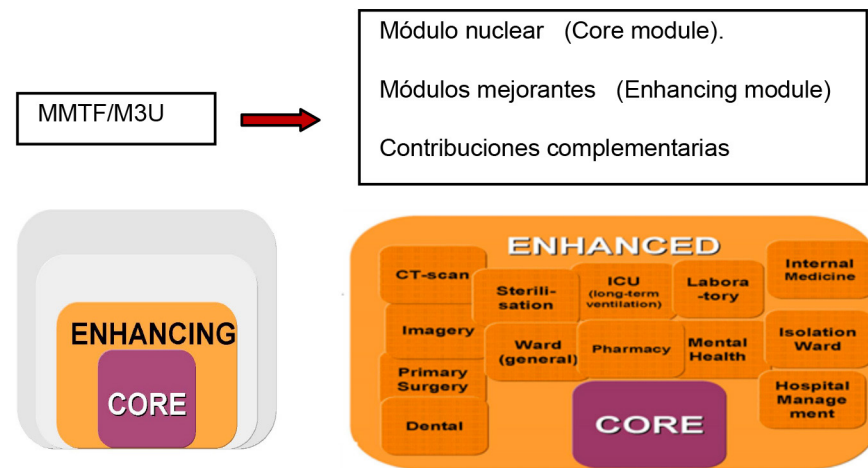 MMTF/M3U
Módulo nuclear (Core module).
Módulos mejorantes (Enhancing module)
Contribuciones complementarias
ENHANCING
CORE
ENHANCED
CT-scan
Sterili-
sation
ICU
(long-term
ventilation)
Labora
-tory
Internal
Medicine
Imagery
Ward
(general)
Pharmacy
Mental
Health
Isolation
Ward
Primary
Surgery
Dental
CORE
Hospital
Manage
ment